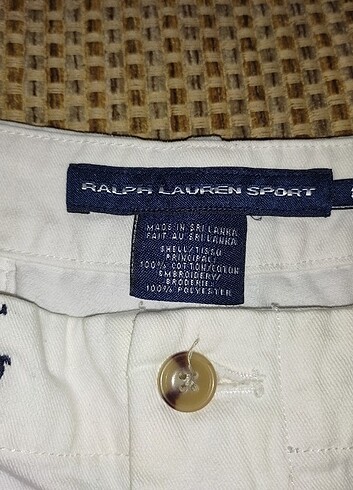 RALPH LAUREN SPORT
MADE IN SRI LANKA
FAIT AU SRI LANKA
SHELL/TISSU
PRINCIPAL:
100% COTTON/COTON
EMBROIDERY/
BRODERIE:
100% POLYESTER